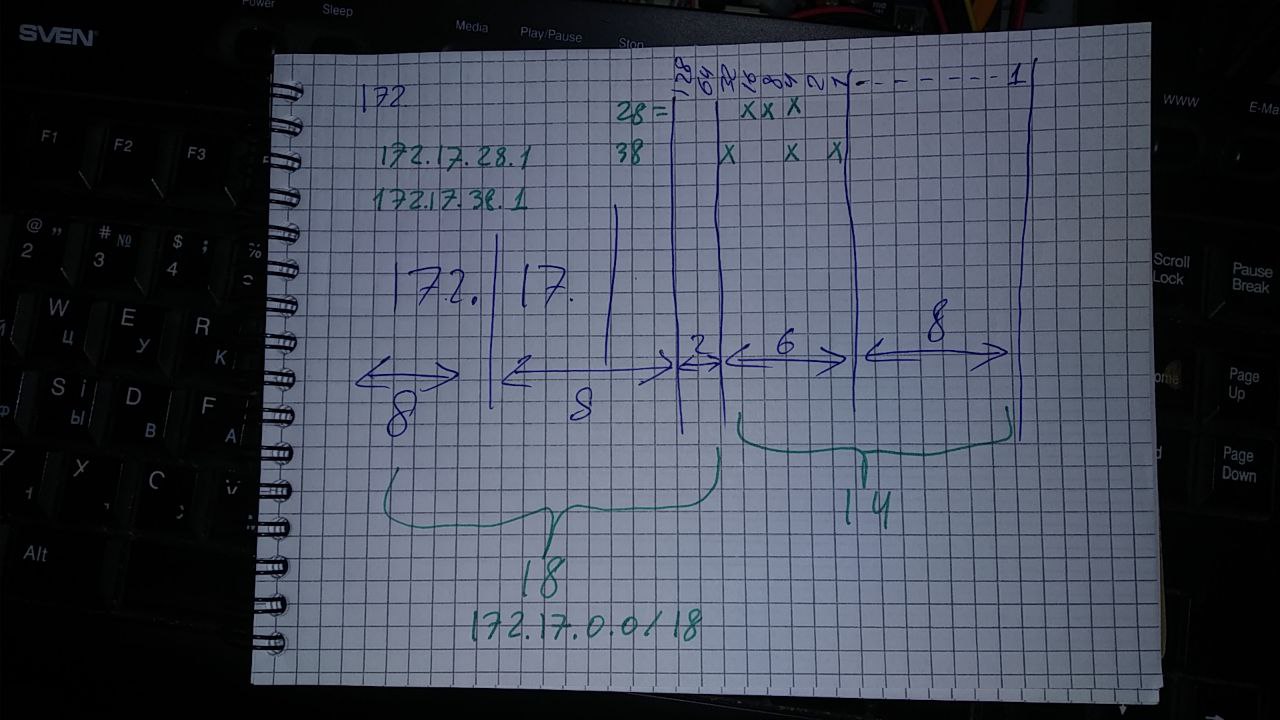 SVEN
Power
Sleep
Media
Play/Pause
Stop
WWW
F1
F2
F3
@ "
2
# №
3
$ ;
4
%
W
Ц
E
У
R
К
S І
Ы
D
В
F
А
X
C
С
Alt
Scroll
Lock
Pause
Break
Page
Up
Page
Down
172
128 64 32 16 8 4 2 1 - - - - - - - 1
28 = X X X
172.17.28.1 38 X X X
172.17.38.1
172. 17.
8 8 2 6 8
18 14
172.17.0.0/18